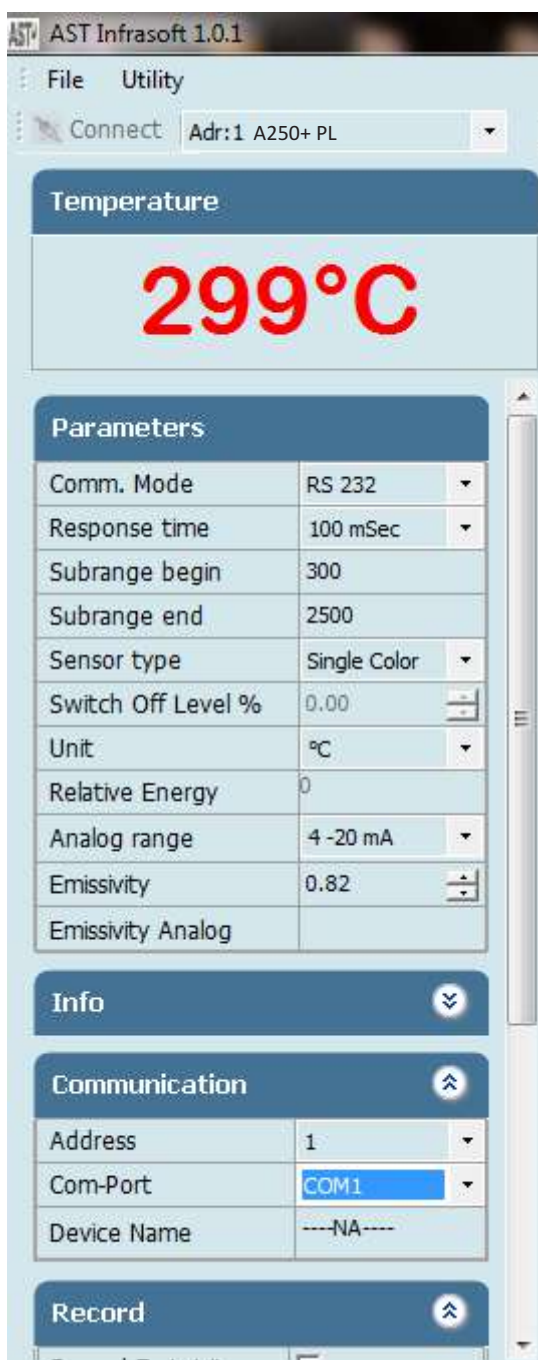 AST AST Infrasoft 1.0.1
File Utility
Connect Adr:1 A250+ PL
Temperature
299°C
Parameters
Comm. Mode RS 232
Response time 100 mSec
Subrange begin 300
Subrange end 2500
Sensor type Single Color
Switch Off Level % 0.00
Unit °C
Relative Energy 0
Analog range 4 -20 mA
Emissivity 0.82
Emissivity Analog
Info
Communication
Address 1
Com-Port COM1
Device Name ----NA----
Record